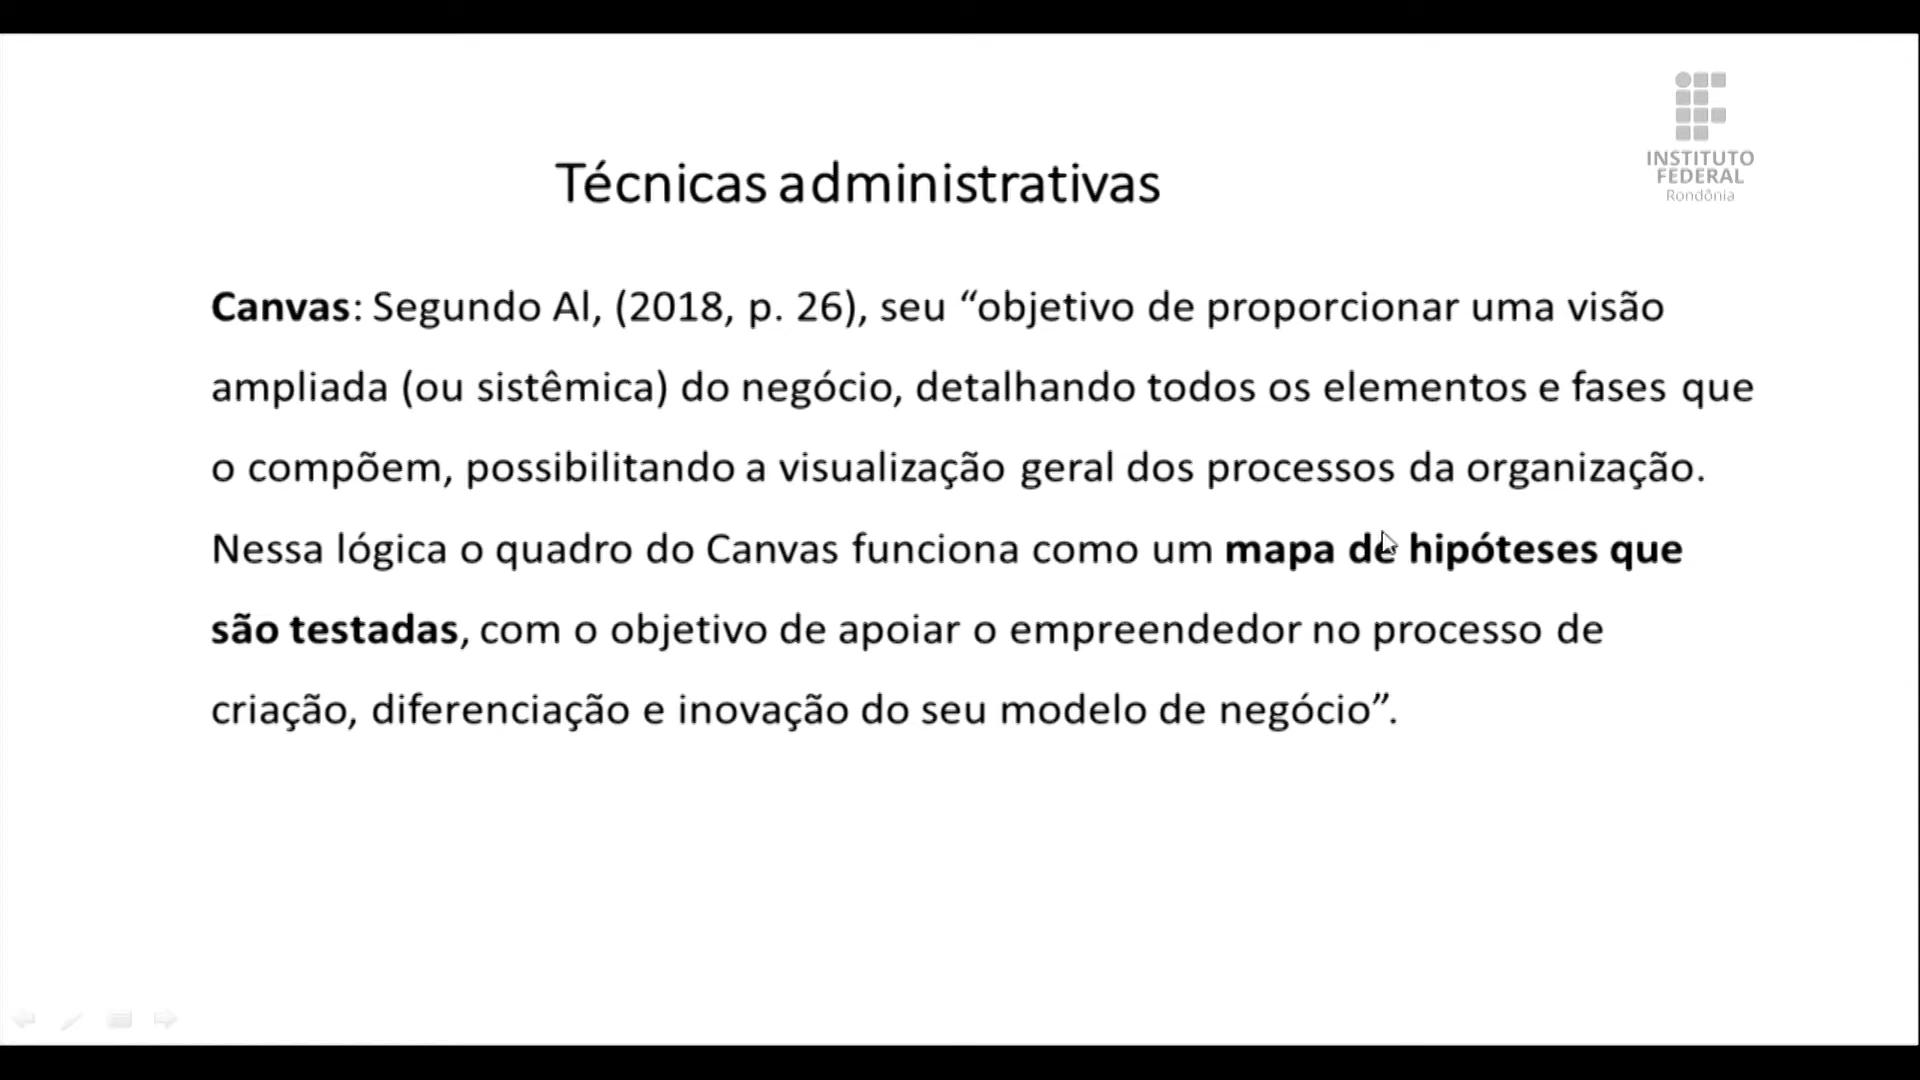 INSTITUTO
FEDERAL
Rondônia
Técnicas administrativas
Canvas: Segundo Al, (2018, p. 26), seu “objetivo de proporcionar uma visão
ampliada (ou sistêmica) do negócio, detalhando todos os elementos e fases que
o compõem, possibilitando a visualização geral dos processos da organização.
Nessa lógica o quadro do Canvas funciona como um mapa de hipóteses que
são testadas, com o objetivo de apoiar o empreendedor no processo de
criação, diferenciação e inovação do seu modelo de negócio”.